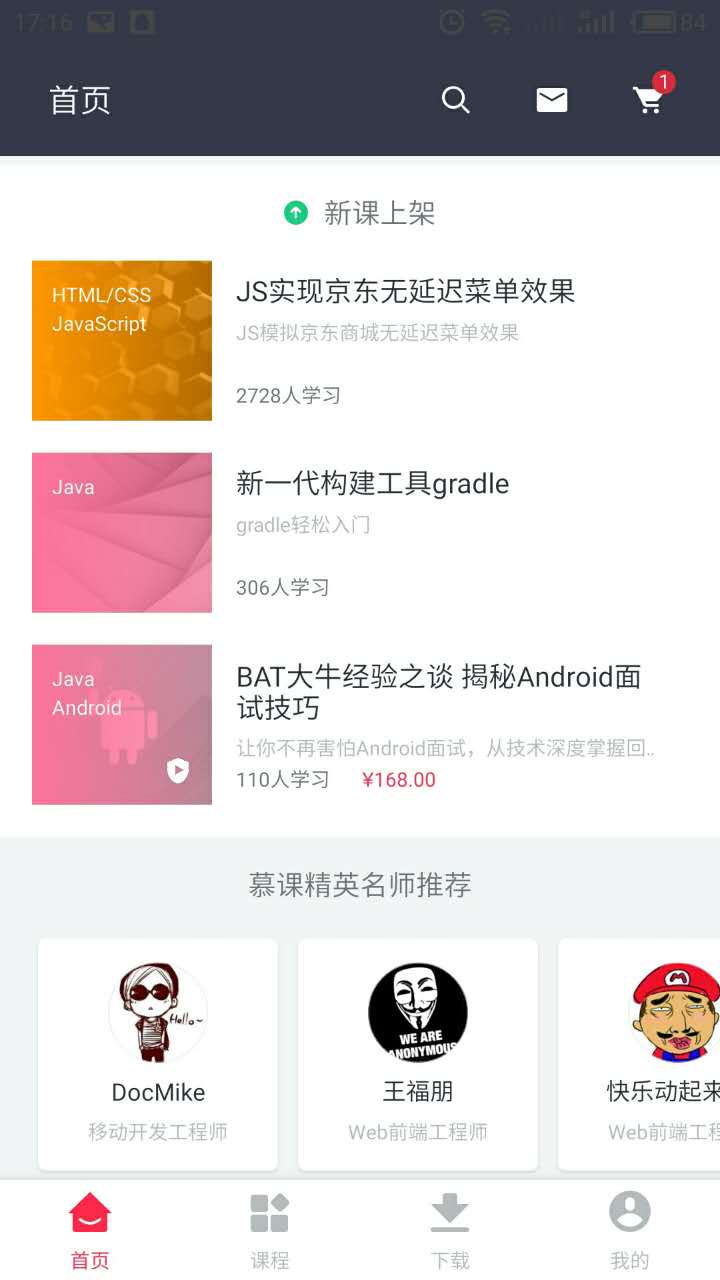 17:16
84
首页
1
新课上架
HTML/CSS
JavaScript
JS实现京东无延迟菜单效果
JS模拟京东商城无延迟菜单效果
2728人学习
Java
新一代构建工具gradle
gradle轻松入门
306人学习
Java
Android
BAT大牛经验之谈 揭秘Android面
试技巧
让你不再害怕Android面试，从技术深度掌握回..
110人学习 ¥168.00
慕课精英名师推荐
Hello~
WE ARE
ANONYMOUS
M
DocMike
王福朋
快乐动起来
移动开发工程师
Web前端工程师
Web前端工程
首页
课程
下载
我的